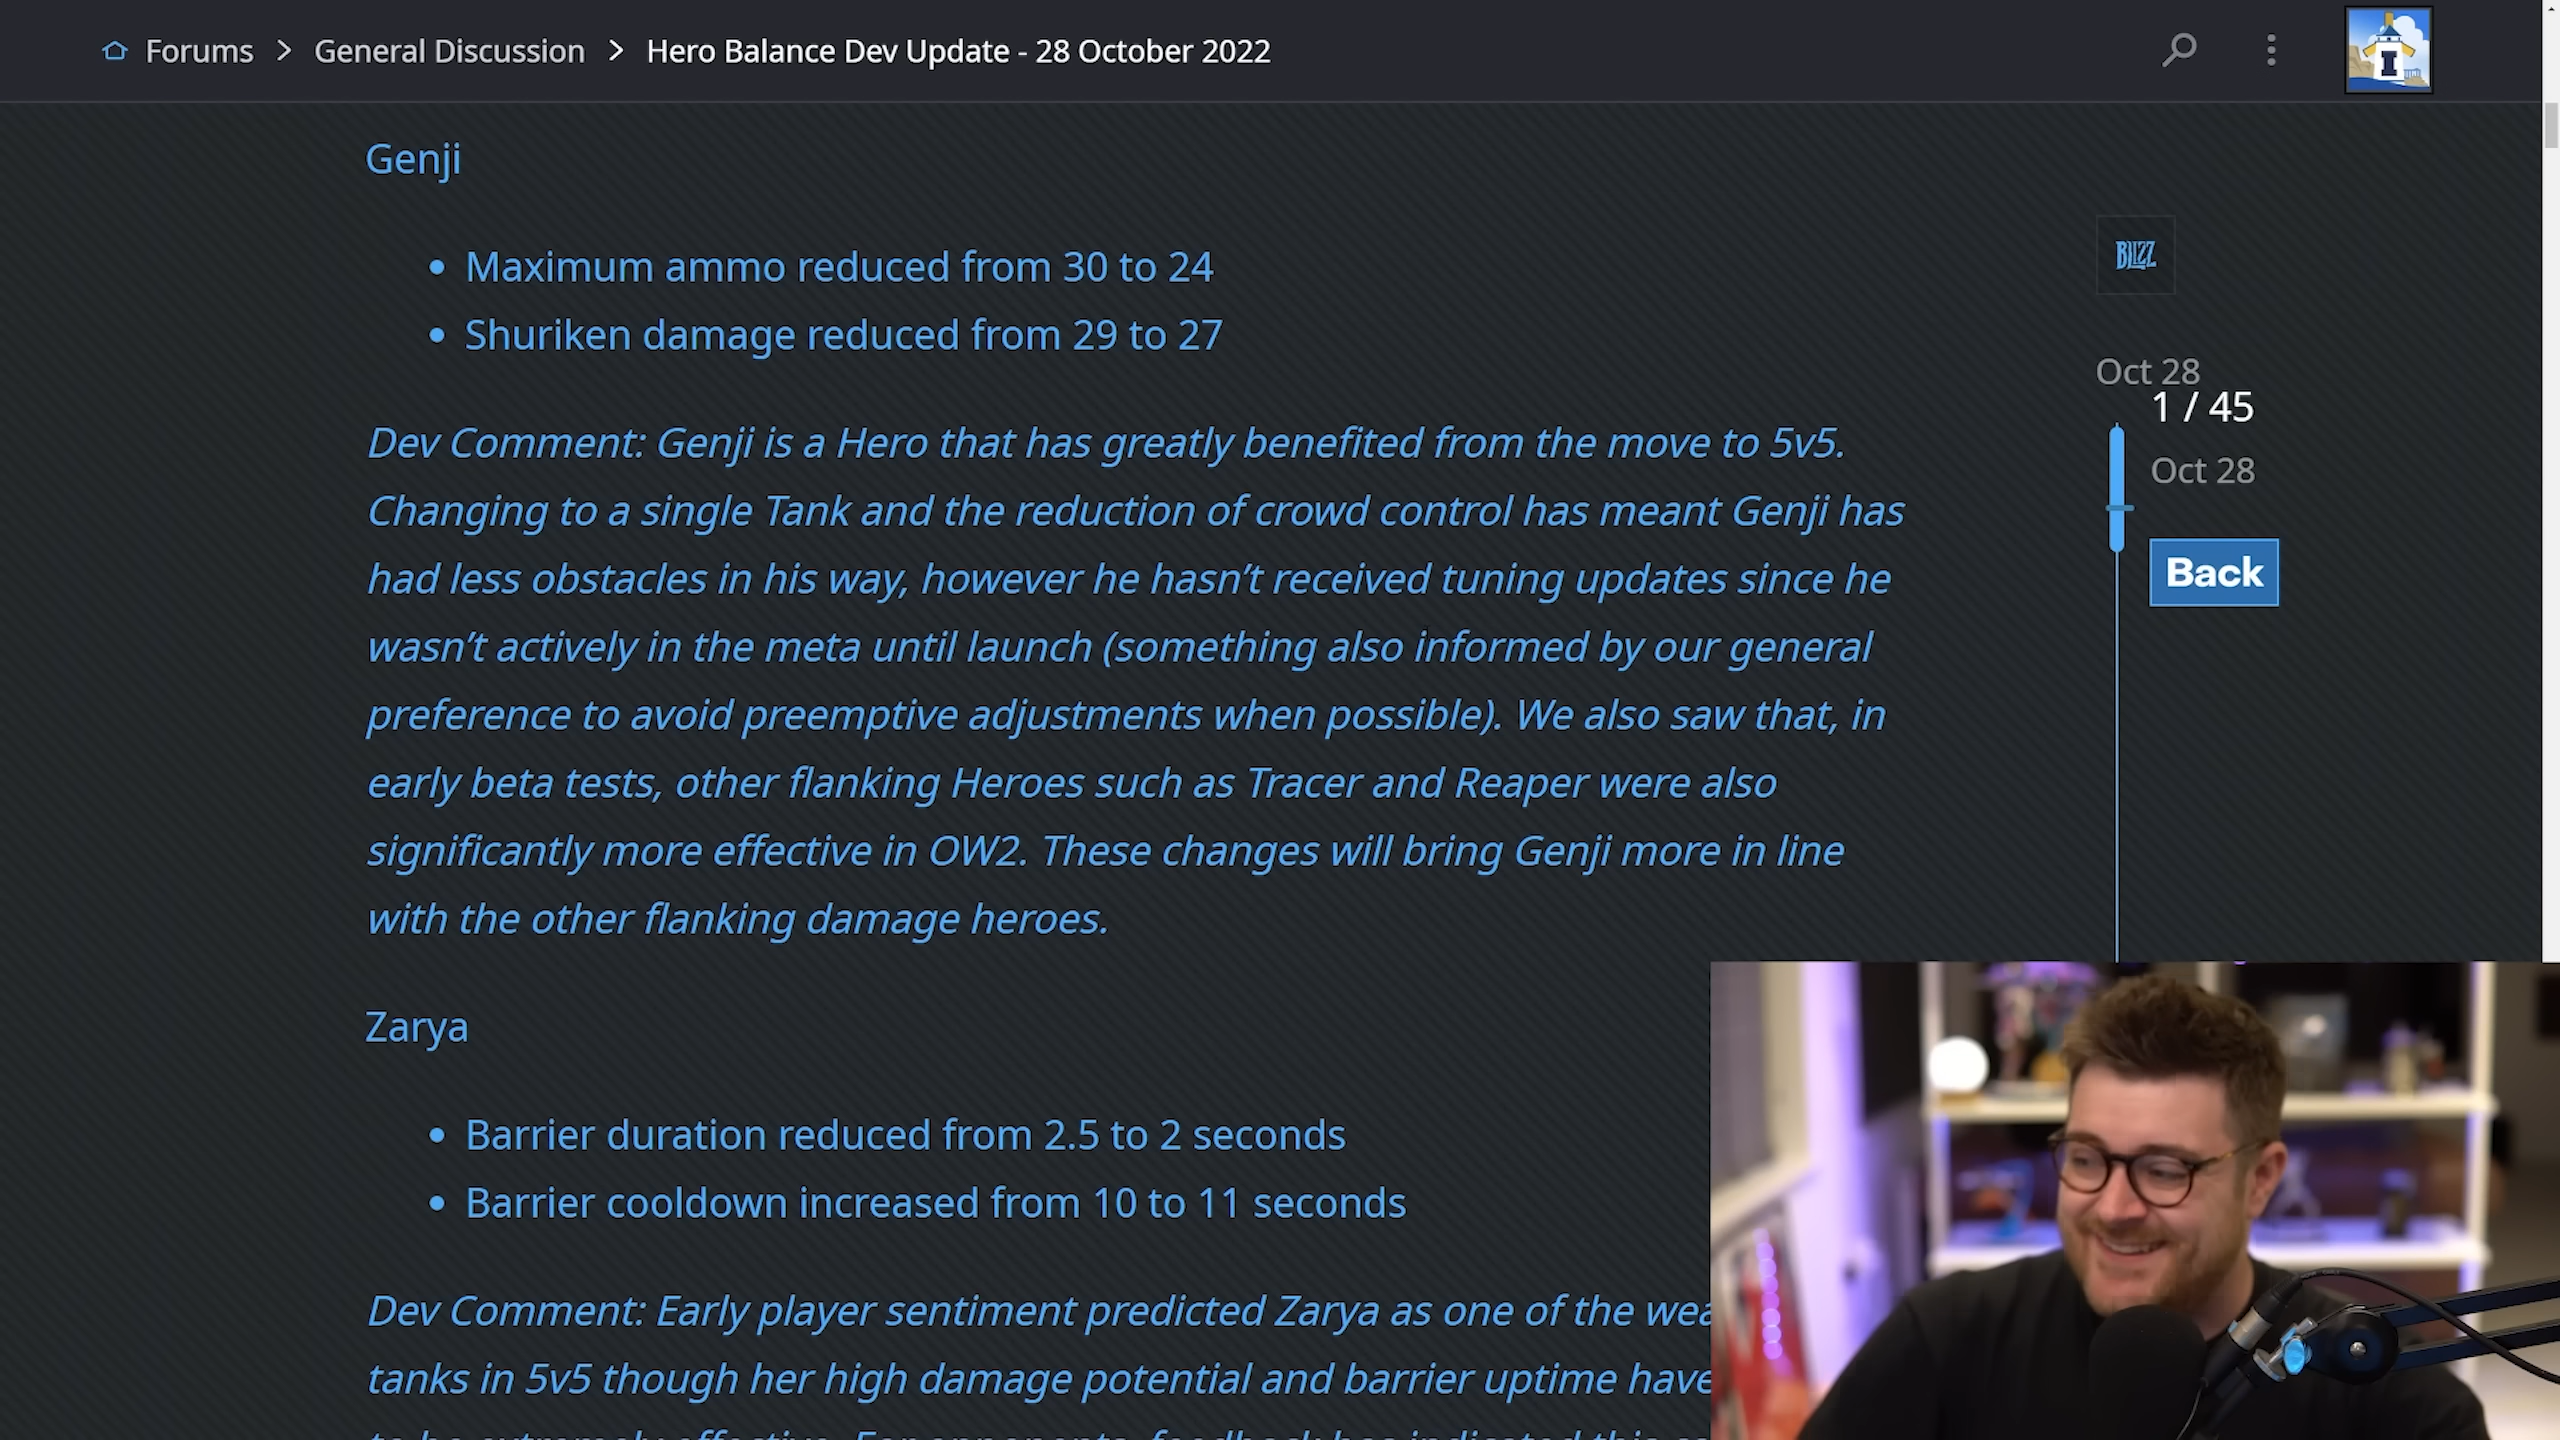 Forums > General Discussion > Hero Balance Dev Update - 28 October 2022
Genji
• Maximum ammo reduced from 30 to 24
• Shuriken damage reduced from 29 to 27
Dev Comment: Genji is a Hero that has greatly benefited from the move to 5v5.
Changing to a single Tank and the reduction of crowd control has meant Genji has
had less obstacles in his way, however he hasn’t received tuning updates since he
wasn’t actively in the meta until launch (something also informed by our general
preference to avoid preemptive adjustments when possible). We also saw that, in
early beta tests, other flanking Heroes such as Tracer and Reaper were also
significantly more effective in OW2. These changes will bring Genji more in line
with the other flanking damage heroes.
Zarya
• Barrier duration reduced from 2.5 to 2 seconds
• Barrier cooldown increased from 10 to 11 seconds
Dev Comment: Early player sentiment predicted Zarya as one of the
tanks in 5v5 though her high damage potential and barrier uptime have
BLIZZ
Oct 28
1 / 45
Oct 28
Back